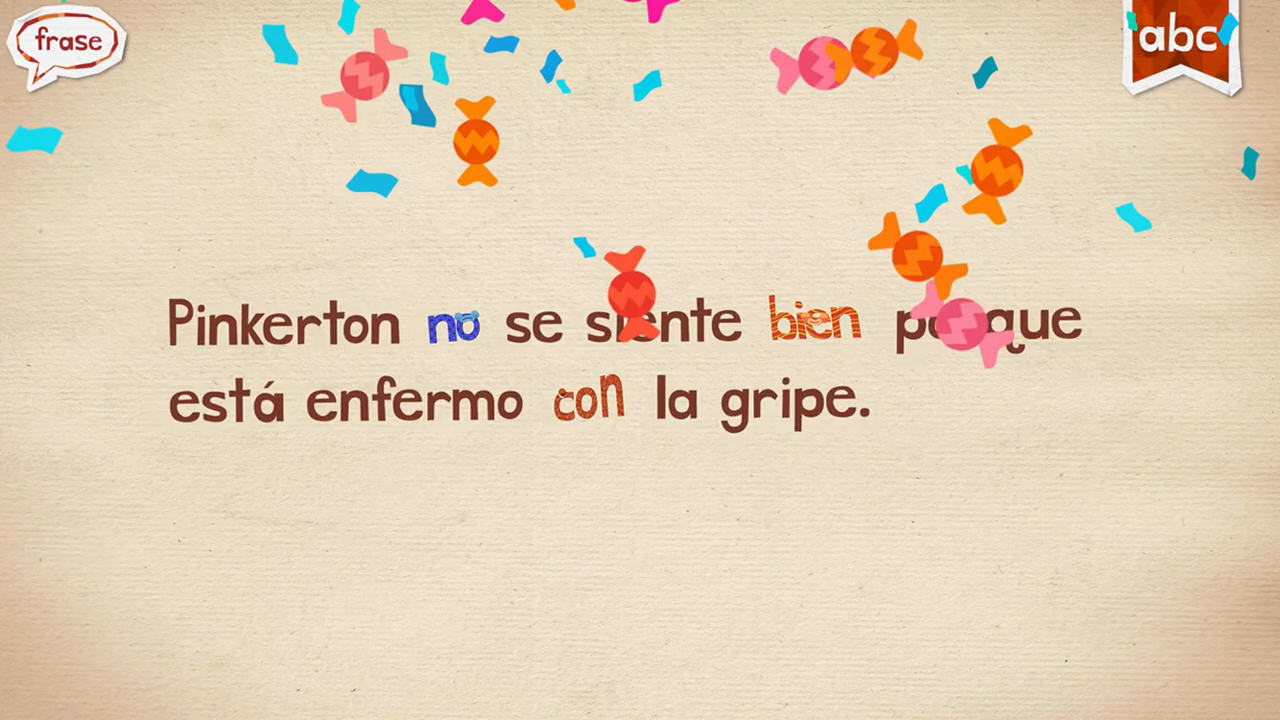 frase
abc
Pinkerton no se siente bien porque
está enfermo con la gripe.